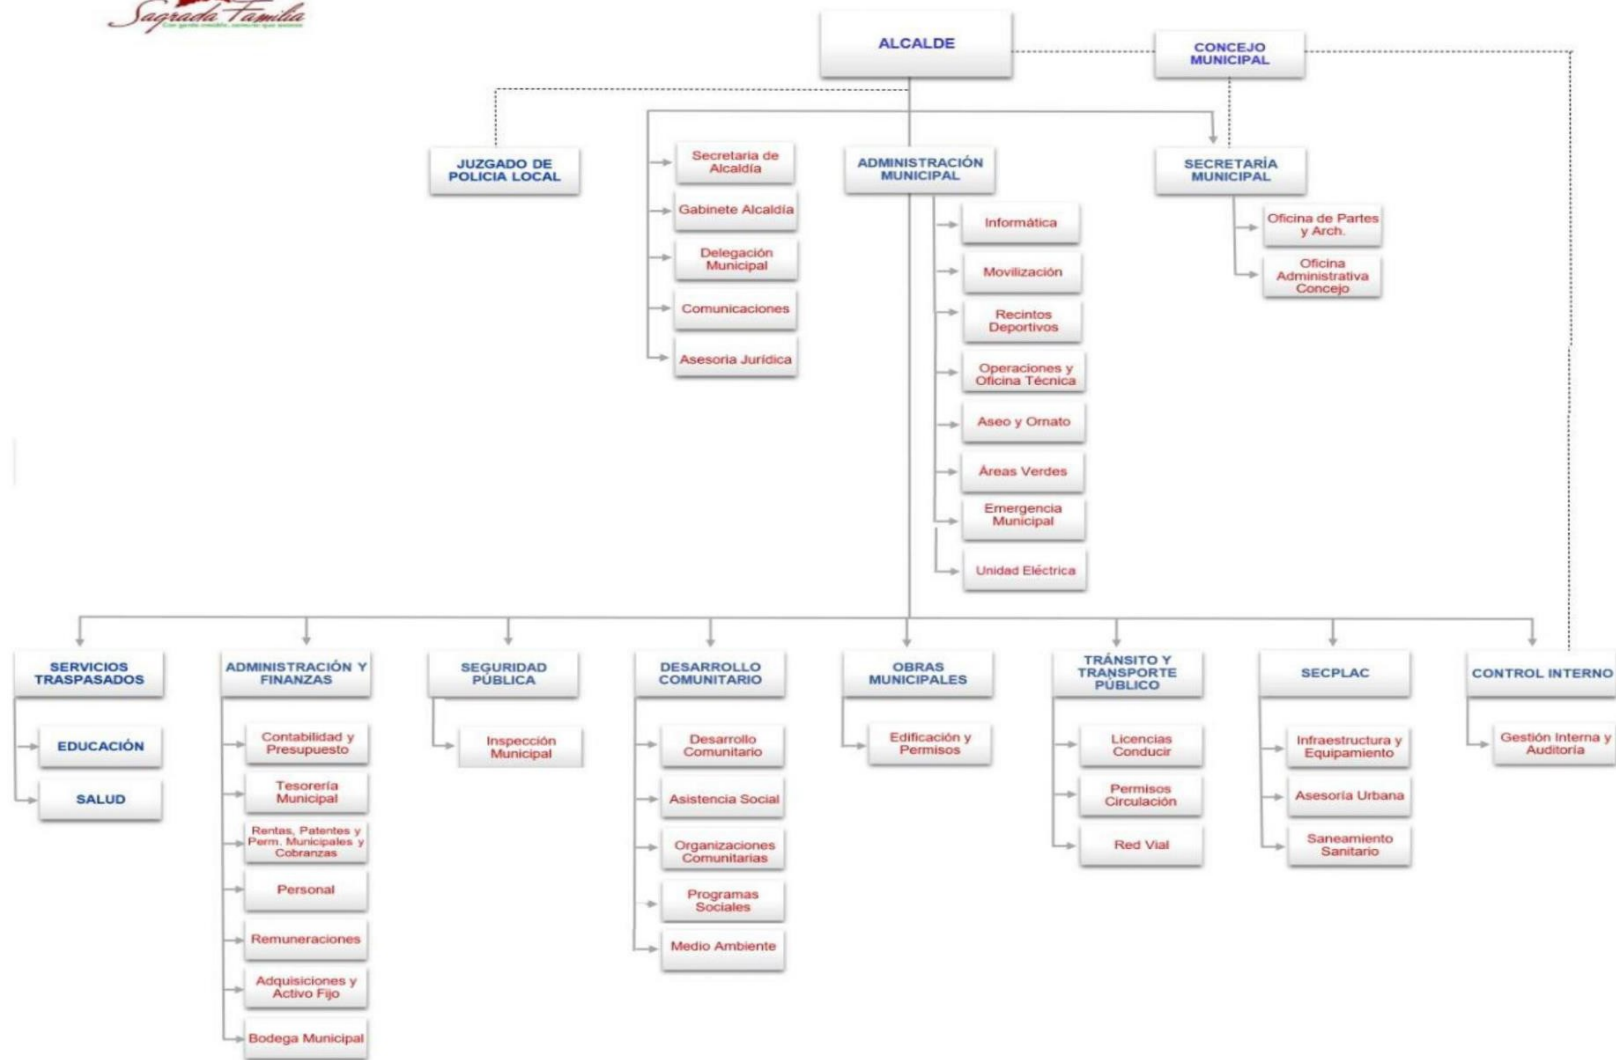 Sagrada Familia
ALCALDE
CONCEJO
MUNICIPAL
JUZGADO DE
POLICIA LOCAL
Secretaria de
Alcaldía
Gabinete Alcaldía
Delegación
Municipal
Comunicaciones
Asesoria Jurídica
ADMINISTRACIÓN
MUNICIPAL
Informática
Movilización
Recintos
Deportivos
Operaciones y
Oficina Técnica
Aseo y Ornato
Áreas Verdes
Emergencia
Municipal
Unidad Eléctrica
SECRETARÍA
MUNICIPAL
Oficina de Partes
y Arch.
Oficina
Administrativa
Concejo
SERVICIOS
TRASPASADOS
EDUCACIÓN
SALUD
ADMINISTRACIÓN Y
FINANZAS
Contabilidad y
Presupuesto
Tesorería
Municipal
Rentas, Patentes y
Perm. Municipales y
Cobranzas
Personal
Remuneraciones
Adquisiciones y
Activo Fijo
Bodega Municipal
SEGURIDAD
PÚBLICA
Inspección
Municipal
DESARROLLO
COMUNITARIO
Desarrollo
Comunitario
Asistencia Social
Organizaciones
Comunitarias
Programas
Sociales
Medio Ambiente
OBRAS
MUNICIPALES
Edificación y
Permisos
TRÁNSITO Y
TRANSPORTE
PÚBLICO
Licencias
Conducir
Permisos
Circulación
Red Vial
SECPLAC
Infraestructura y
Equipamiento
Asesoría Urbana
Saneamiento
Sanitario
CONTROL INTERNO
Gestión Interna y
Auditoría